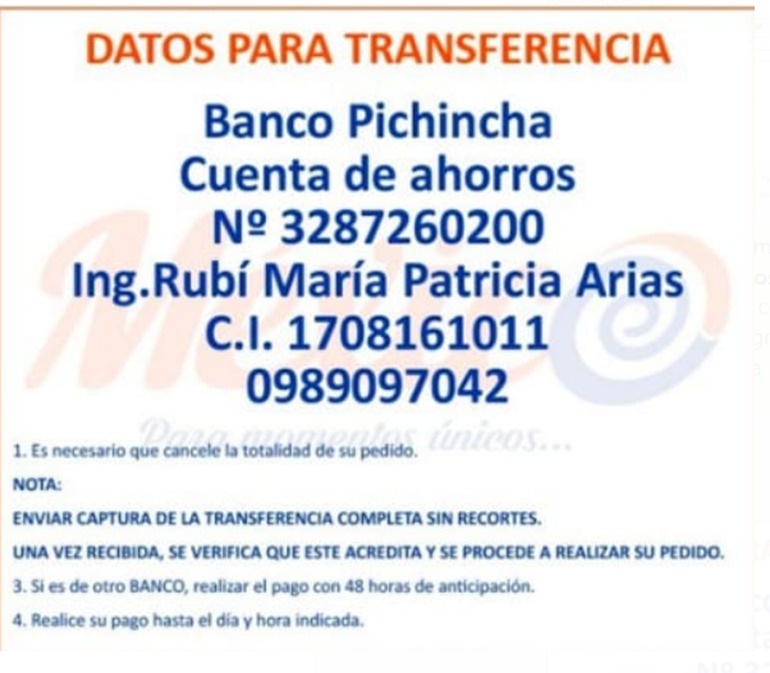 DATOS PARA TRANSFERENCIA
Banco Pichincha
Cuenta de ahorros
Nº 3287260200
Ing.Rubí María Patricia Arias
C.I. 1708161011
0989097042
Para momentos únicos...
1. Es necesario que cancele la totalidad de su pedido.
NOTA:
ENVIAR CAPTURA DE LA TRANSFERENCIA COMPLETA SIN RECORTES.
UNA VEZ RECIBIDA, SE VERIFICA QUE ESTE ACREDITA Y SE PROCEDE A REALIZAR SU PEDIDO.
3. Si es de otro BANCO, realizar el pago con 48 horas de anticipación.
4. Realice su pago hasta el día y hora indicada.